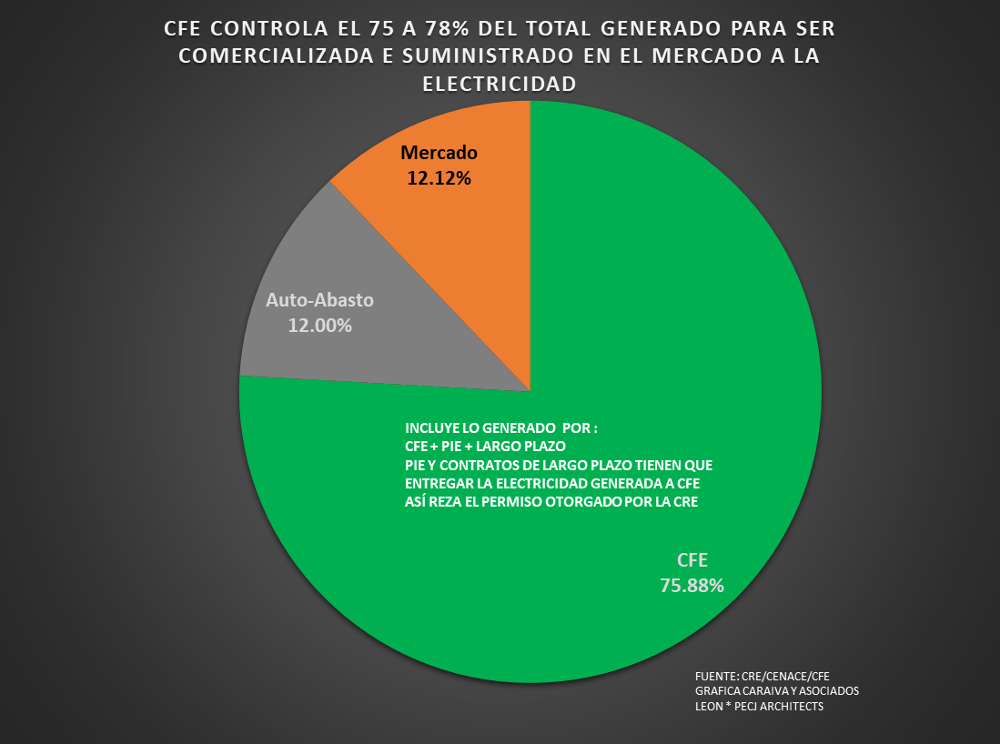 CFE CONTROLA EL 75 A 78% DEL TOTAL GENERADO PARA SER
COMERCIALIZADA E SUMINISTRADO EN EL MERCADO A LA
ELECTRICIDAD
Mercado
12.12%
Auto-Abasto
12.00%
INCLUYE LO GENERADO POR :
CFE + PIE + LARGO PLAZO
PIE Y CONTRATOS DE LARGO PLAZO TIENEN QUE
ENTREGAR LA ELECTRICIDAD GENERADA A CFE
ASÍ REZA EL PERMISO OTORGADO POR LA CRE
CFE
75.88%
FUENTE: CRE/CENACE/CFE
GRAFICA CARAIVA Y ASOCIADOS
LEON * PECJ ARCHITECTS